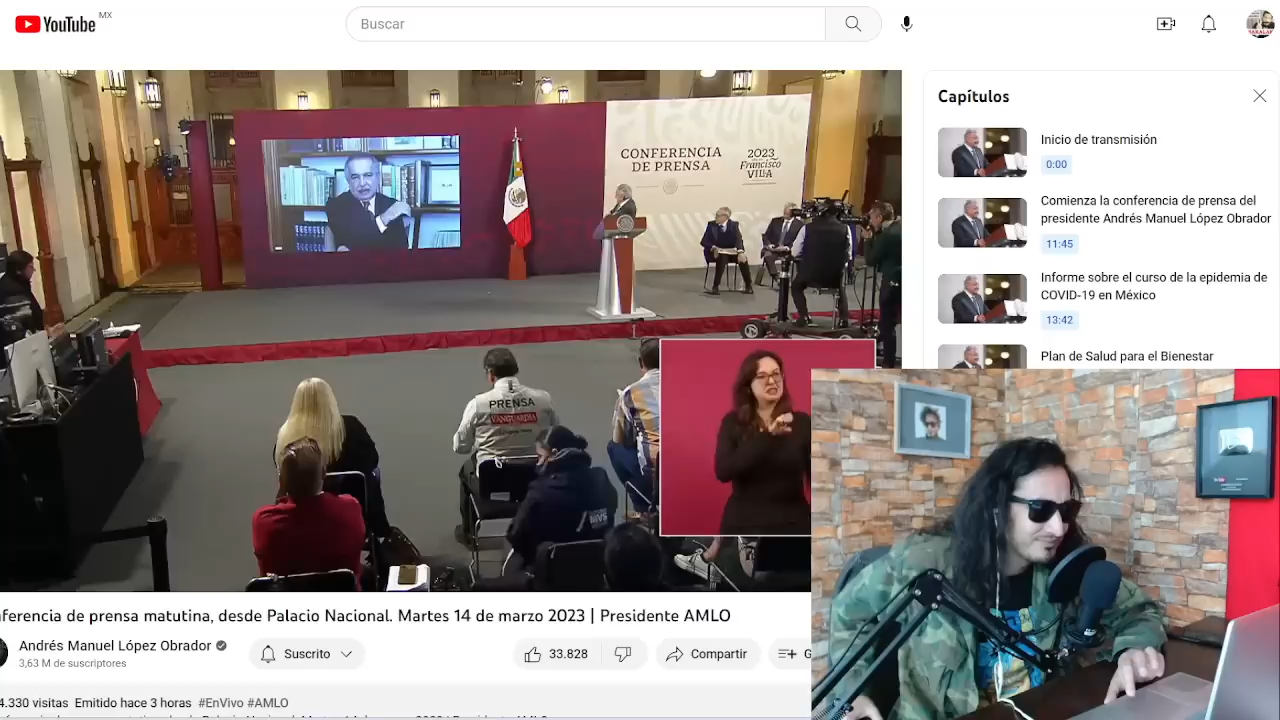 YouTube MX
Buscar
CONFERENCIA
DE PRENSA
2023
Francisco
VILLA
PRENSA
VANGUARDIA
Capítulos
Inicio de transmisión
0:00
Comienza la conferencia de prensa del
presidente Andrés Manuel López Obrador
11:45
Informe sobre el curso de la epidemia de
COVID-19 en México
13:42
Plan de Salud para el Bienestar
ferencia de prensa matutina, desde Palacio Nacional. Martes 14 de marzo 2023 | Presidente AMLO
Andrés Manuel López Obrador
3,63 M de suscriptores
Suscrito
33.828
Compartir
G
4.330 visitas Emitido hace 3 horas #EnVivo #AMLO